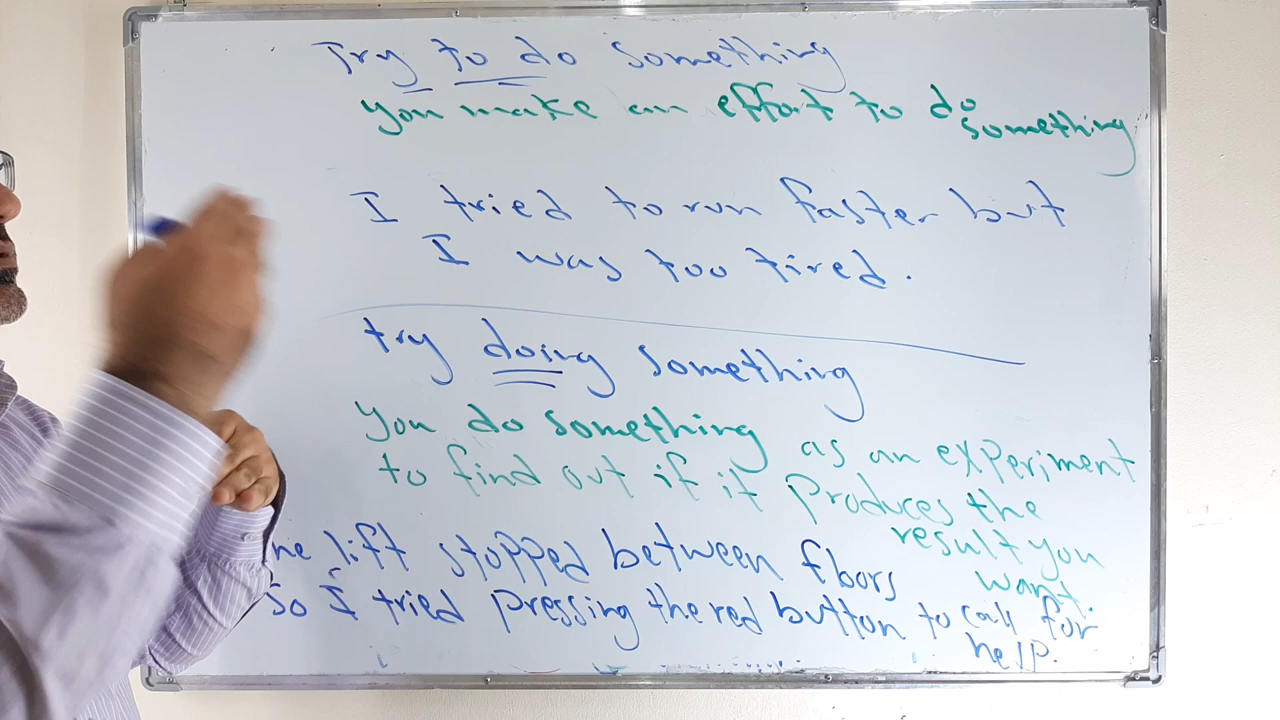 Try to do something
you make an effort to do
something
I tried to run faster but
I was too tired.
try doing something
You do something as an experiment
to find out if it produces the
result you
want.
he lift stopped between floors
So I tried pressing the red button to call for
help.